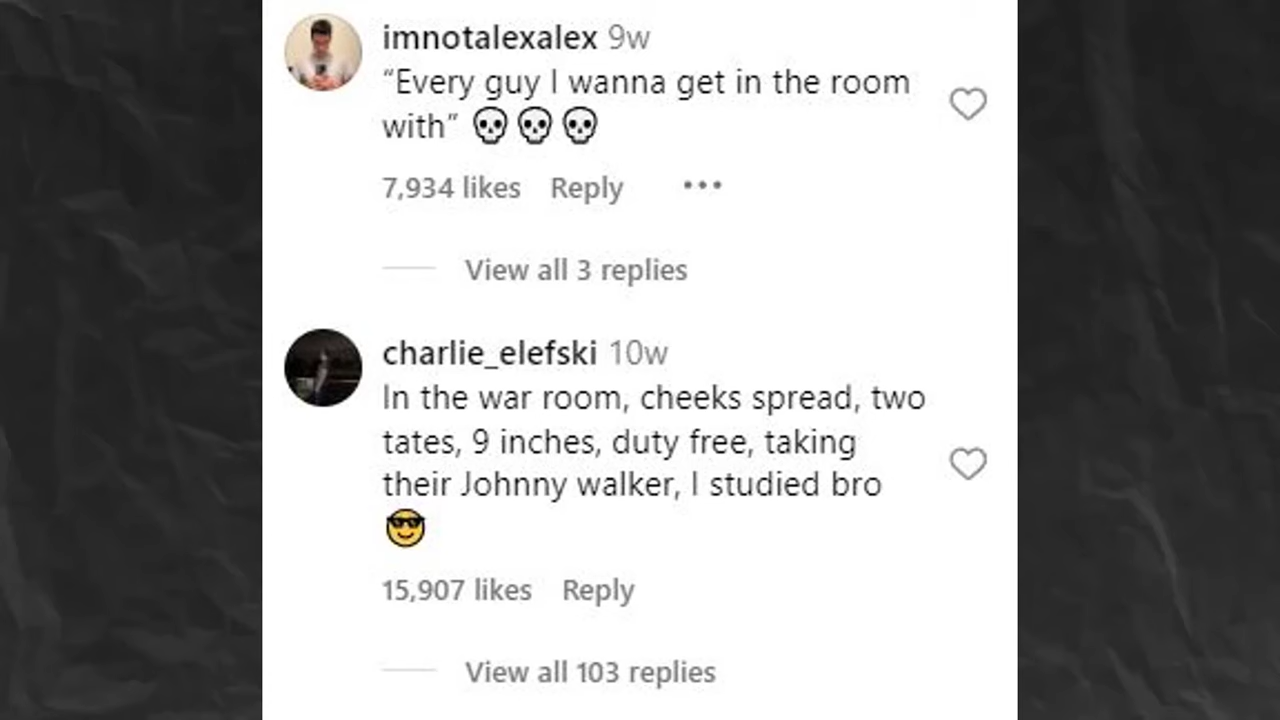 imnotalexalex 9w
“Every guy I wanna get in the room
with” 💀💀💀
7,934 likes Reply •••
View all 3 replies
charlie_elefski 10w
In the war room, cheeks spread, two
tates, 9 inches, duty free, taking
their Johnny walker, I studied bro
😎
15,907 likes Reply
View all 103 replies